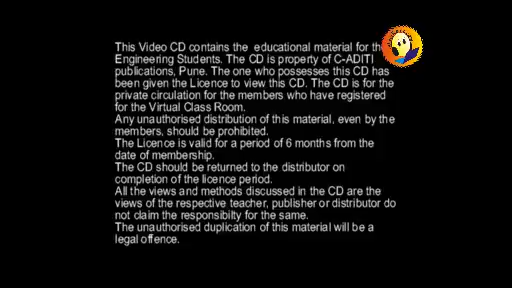 This Video CD contains the educational material for the
Engineering Students. The CD is property of C-ADITI
publications, Pune. The one who possesses this CD has
been given the Licence to view this CD. The CD is for the
private circulation for the members who have registered
for the Virtual Class Room.
Any unauthorised distribution of this material, even by the
members, should be prohibited.
The Licence is valid for a period of 6 months from the
date of membership.
The CD should be returned to the distributor on
completion of the licence period.
All the views and methods discussed in the CD are the
views of the respective teacher, publisher or distributor do
not claim the responsibilty for the same.
The unauthorised duplication of this material will be a
legal offence.